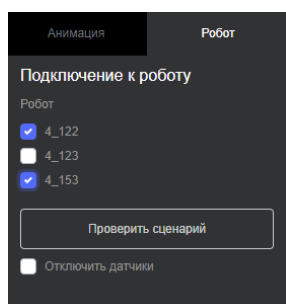 Анимация Робот
Подключение к роботу
Робот
4_122
4_123
4_153
Проверить сценарий
Отключить датчики